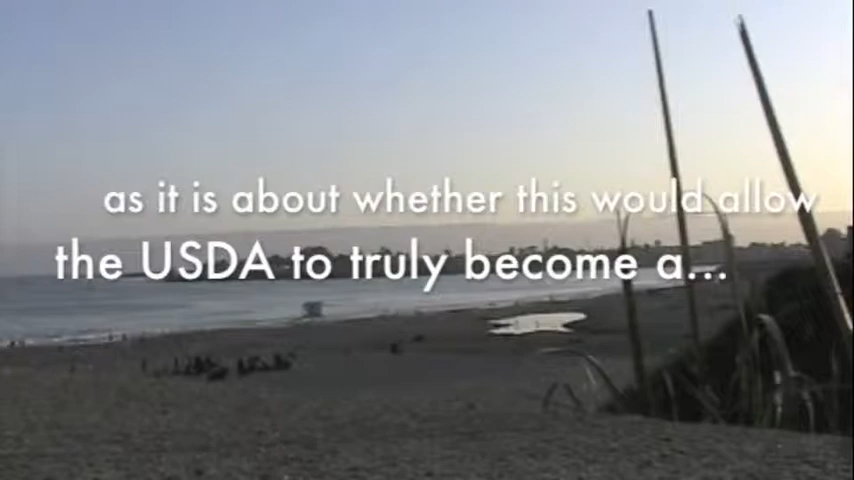 as it is about whether this would allow
the USDA to truly become a...